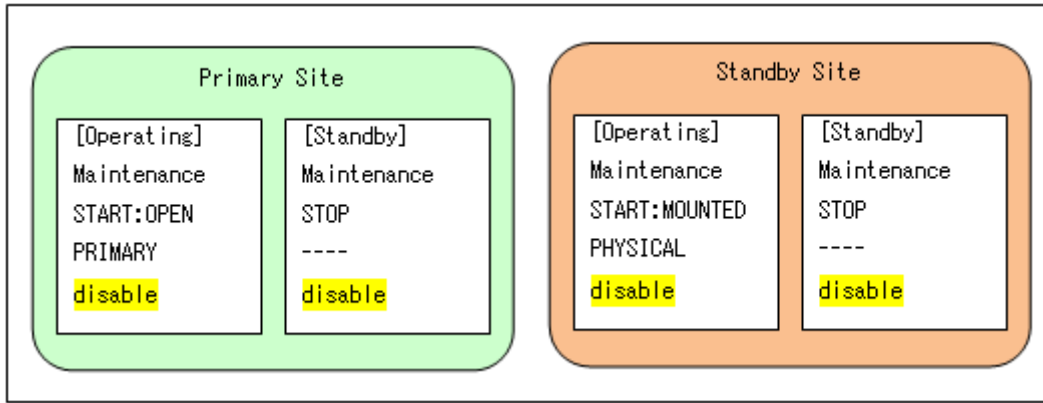 Primary Site
[Operating]
Maintenance
START:OPEN
PRIMARY
disable
[Standby]
Maintenance
STOP
----
disable
Standby Site
[Operating]
Maintenance
START:MOUNTED
PHYSICAL
disable
[Standby]
Maintenance
STOP
----
disable